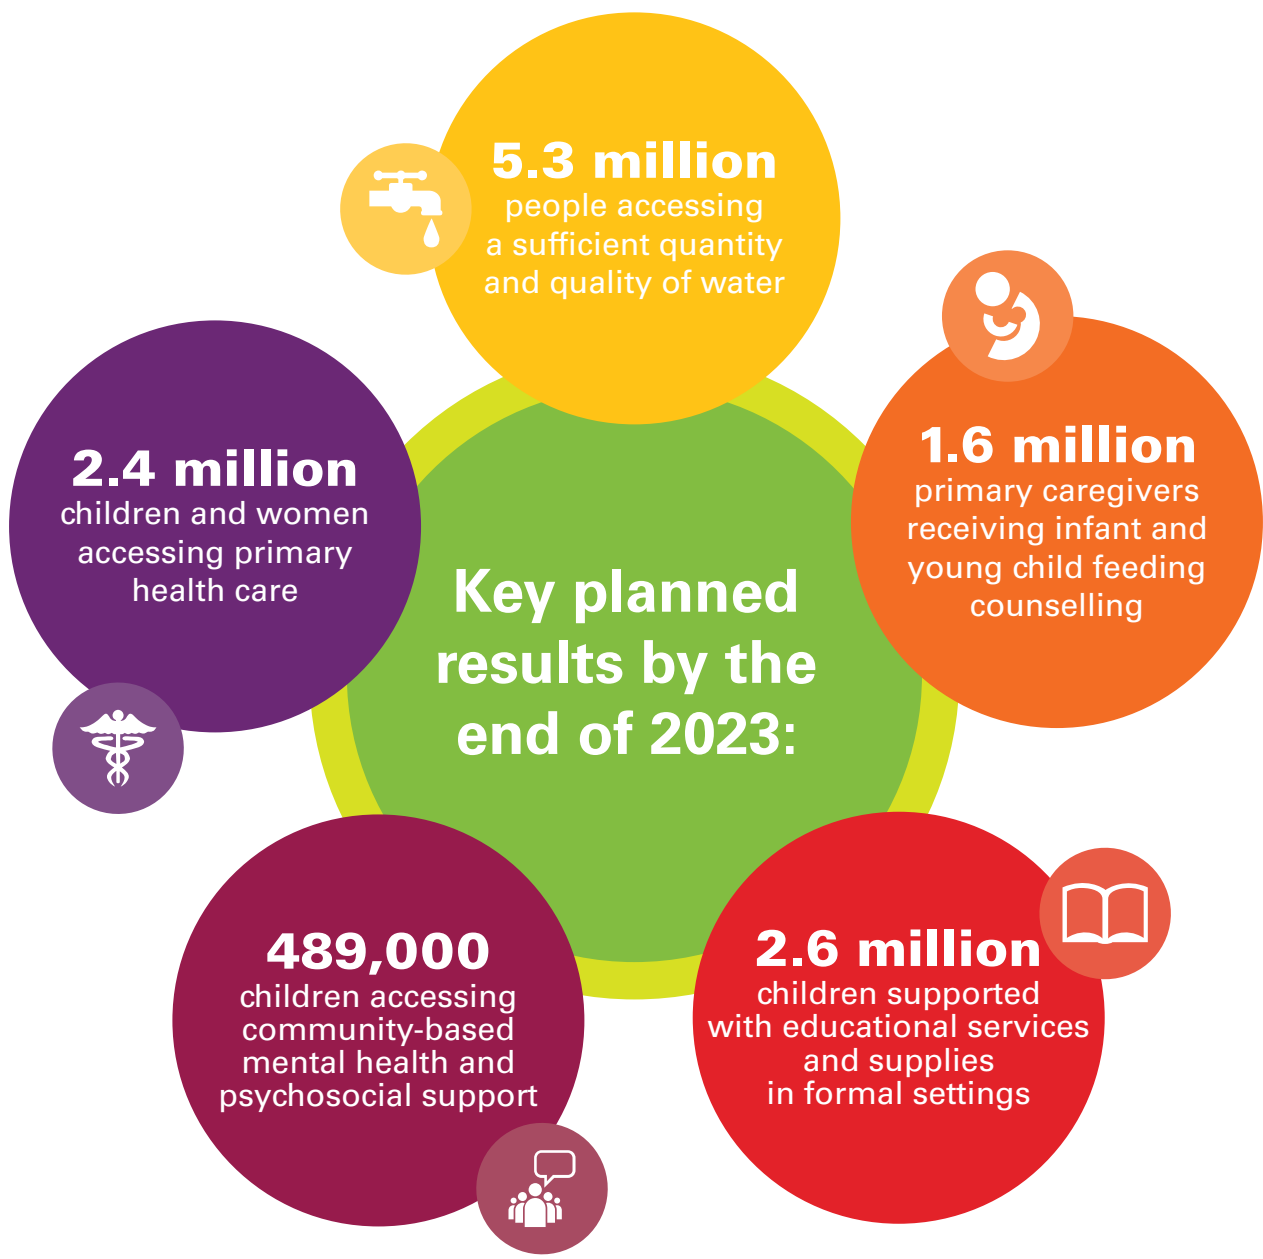 5.3 million
people accessing
a sufficient quantity
and quality of water
1.6 million
primary caregivers
receiving infant and
young child feeding
counselling
2.4 million
children and women
accessing primary
health care
Key planned
results by the
end of 2023:
489,000
children accessing
community-based
mental health and
psychosocial support
2.6 million
children supported
with educational services
and supplies
in formal settings